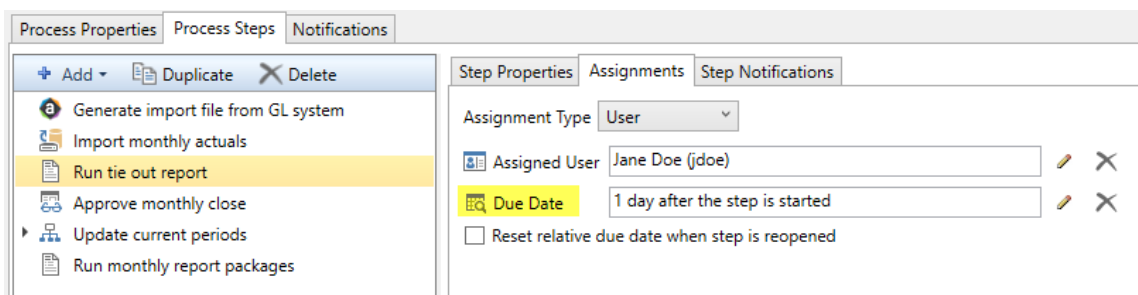 Process Properties Process Steps Notifications
Add Duplicate Delete
Generate import file from GL system
Import monthly actuals
Run tie out report
Approve monthly close
Update current periods
Run monthly report packages
Step Properties Assignments Step Notifications
Assignment Type User
Assigned User Jane Doe (jdoe)
Due Date 1 day after the step is started
Reset relative due date when step is reopened